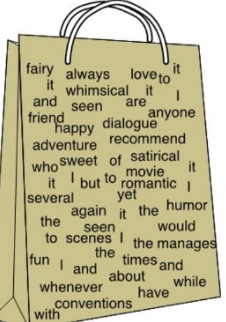 fairy always love to it
it whimsical it I
and seen are anyone
friend happy dialogue
adventure recommend
who sweet of satirical it
it I but to movie romantic I
several yet
again it the humor
the seen would
to scenes I the manages
fun I the times and
and about while
whenever have
conventions
with